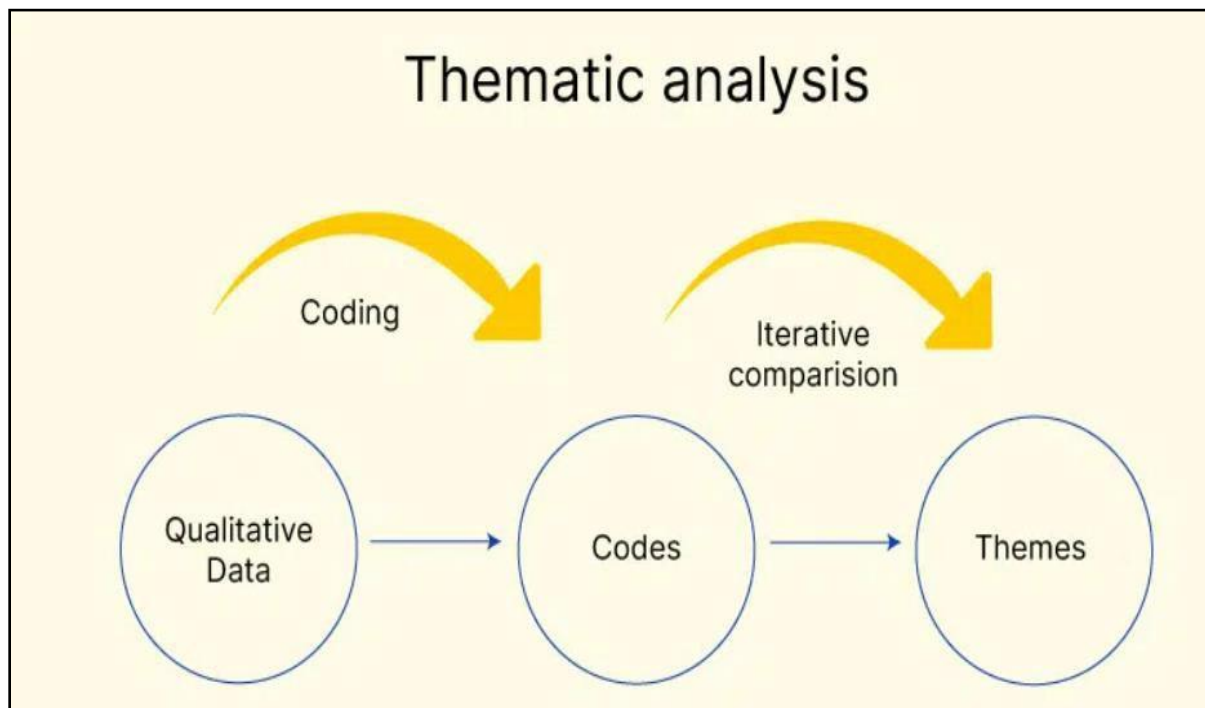 Thematic analysis
Coding
Iterative
comparision
Qualitative
Data
Codes
Themes